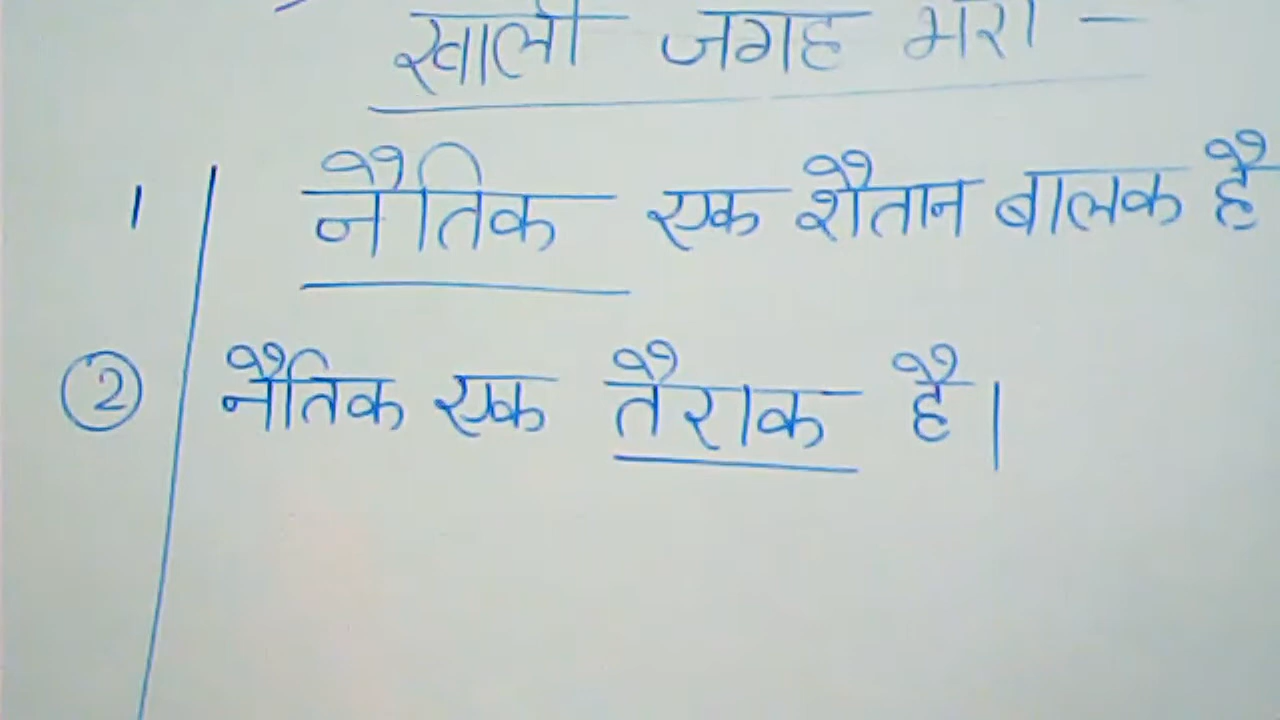 खाली जगह भरो -
1 नैतिक एक शैतान बालक है
2 नैतिक एक तैराक है।